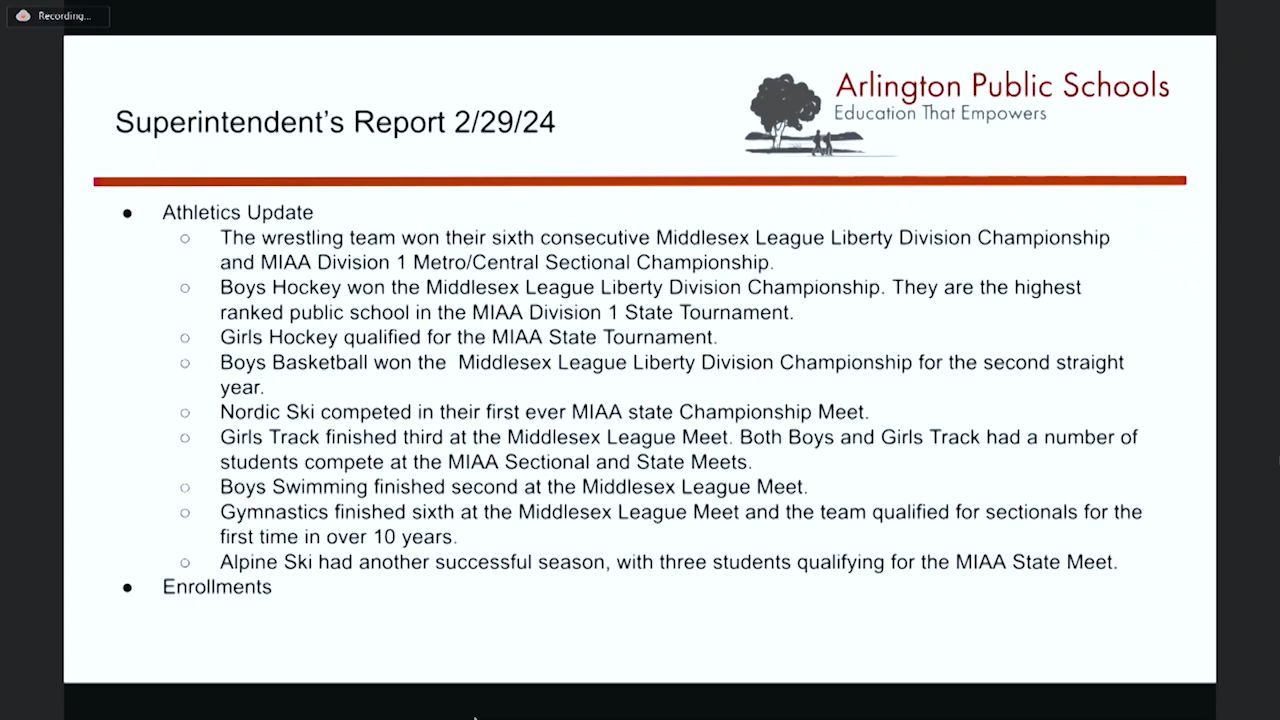 Recording...
Arlington Public Schools
Education That Empowers
Superintendent's Report 2/29/24
● Athletics Update
○ The wrestling team won their sixth consecutive Middlesex League Liberty Division Championship
and MIAA Division 1 Metro/Central Sectional Championship.
○ Boys Hockey won the Middlesex League Liberty Division Championship. They are the highest
ranked public school in the MIAA Division 1 State Tournament.
○ Girls Hockey qualified for the MIAA State Tournament.
○ Boys Basketball won the  Middlesex League Liberty Division Championship for the second straight
year.
○ Nordic Ski competed in their first ever MIAA state Championship Meet.
○ Girls Track finished third at the Middlesex League Meet. Both Boys and Girls Track had a number of
students compete at the MIAA Sectional and State Meets.
○ Boys Swimming finished second at the Middlesex League Meet.
○ Gymnastics finished sixth at the Middlesex League Meet and the team qualified for sectionals for the
first time in over 10 years.
○ Alpine Ski had another successful season, with three students qualifying for the MIAA State Meet.
● Enrollments